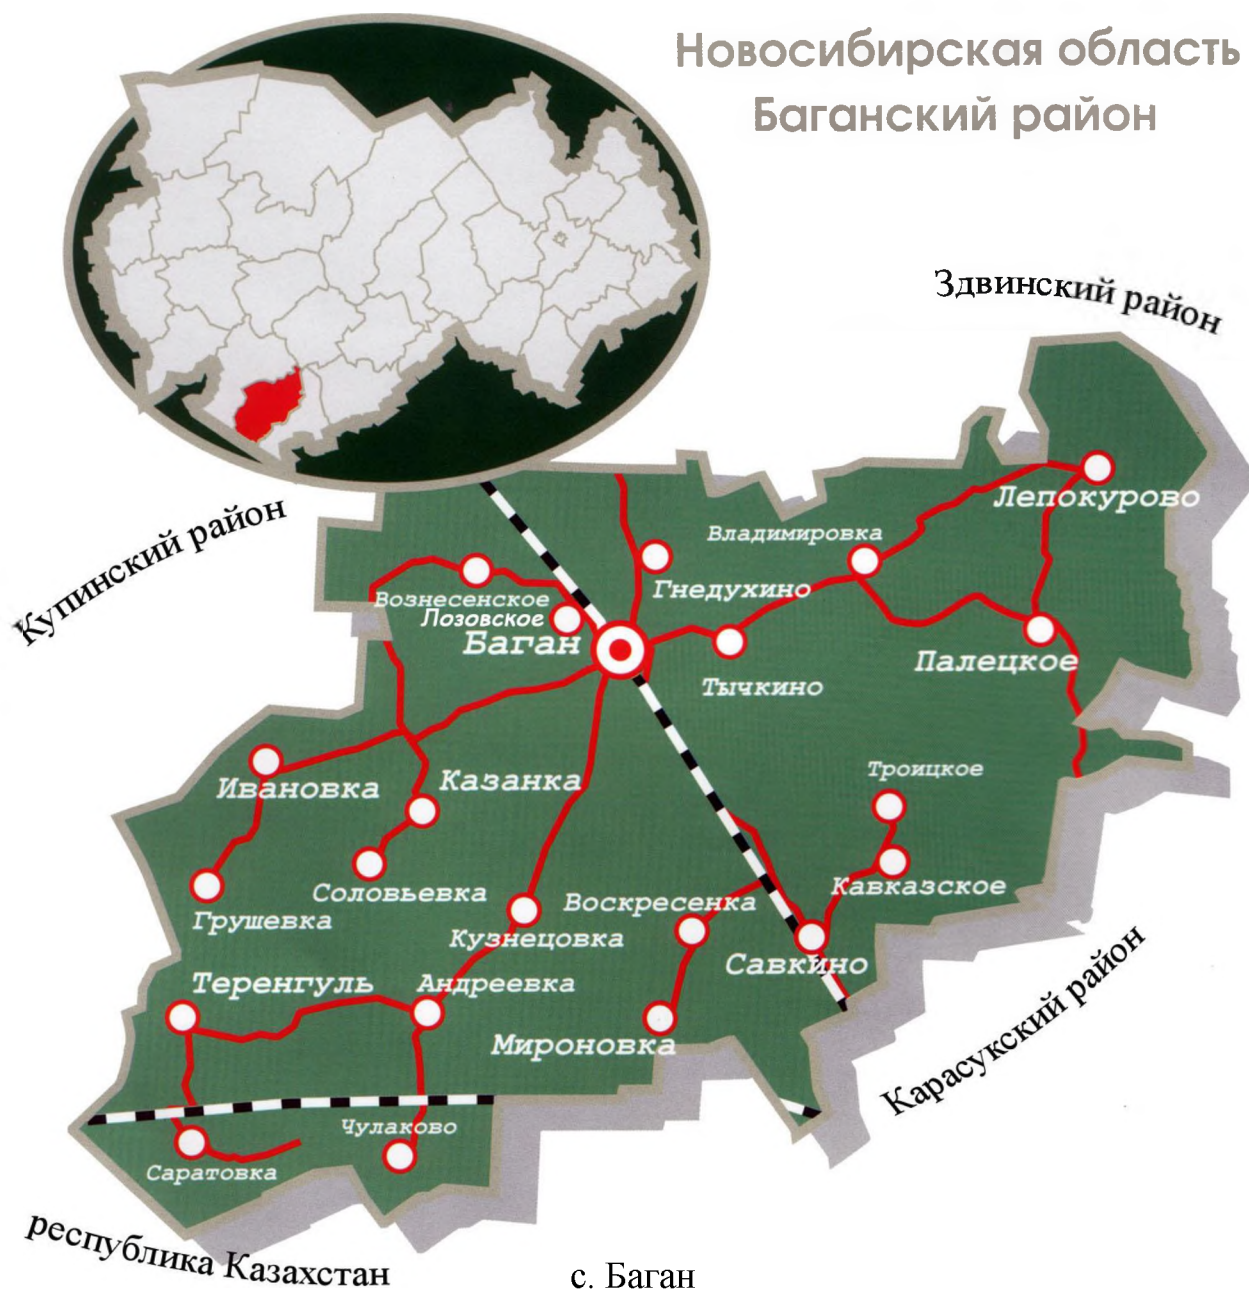 Новосибирская область
Баганский район
Здвинский район
Купинский район
Лепокурово
Владимировка
Гнедухино
Вознесенское
Лозовское
Баган
Палецкое
Тычкино
Троицкое
Ивановка
Казанка
Соловьевка
Кавказское
Воскресенка
Грушевка
Кузнецовка
Савкино
Теренгуль
Андреевка
Мироновка
Карасукский район
Чулаково
Саратовка
республика Казахстан
с. Баган